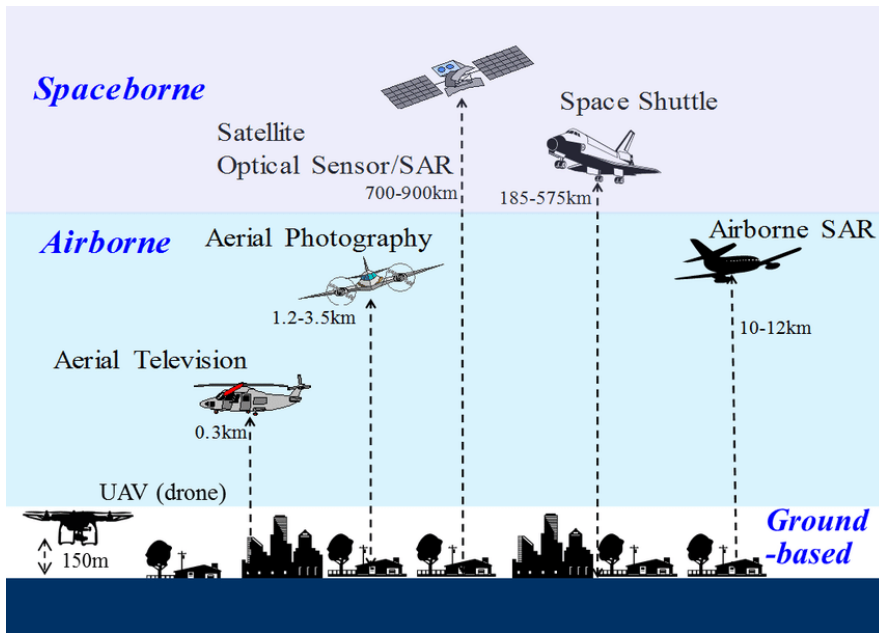 Spaceborne
Space Shuttle
Satellite
Optical Sensor/SAR
700-900km
185-575km
Airborne
Aerial Photography
Airborne SAR
1.2-3.5km
10-12km
Aerial Television
0.3km
UAV (drone)
150m
Ground
-based